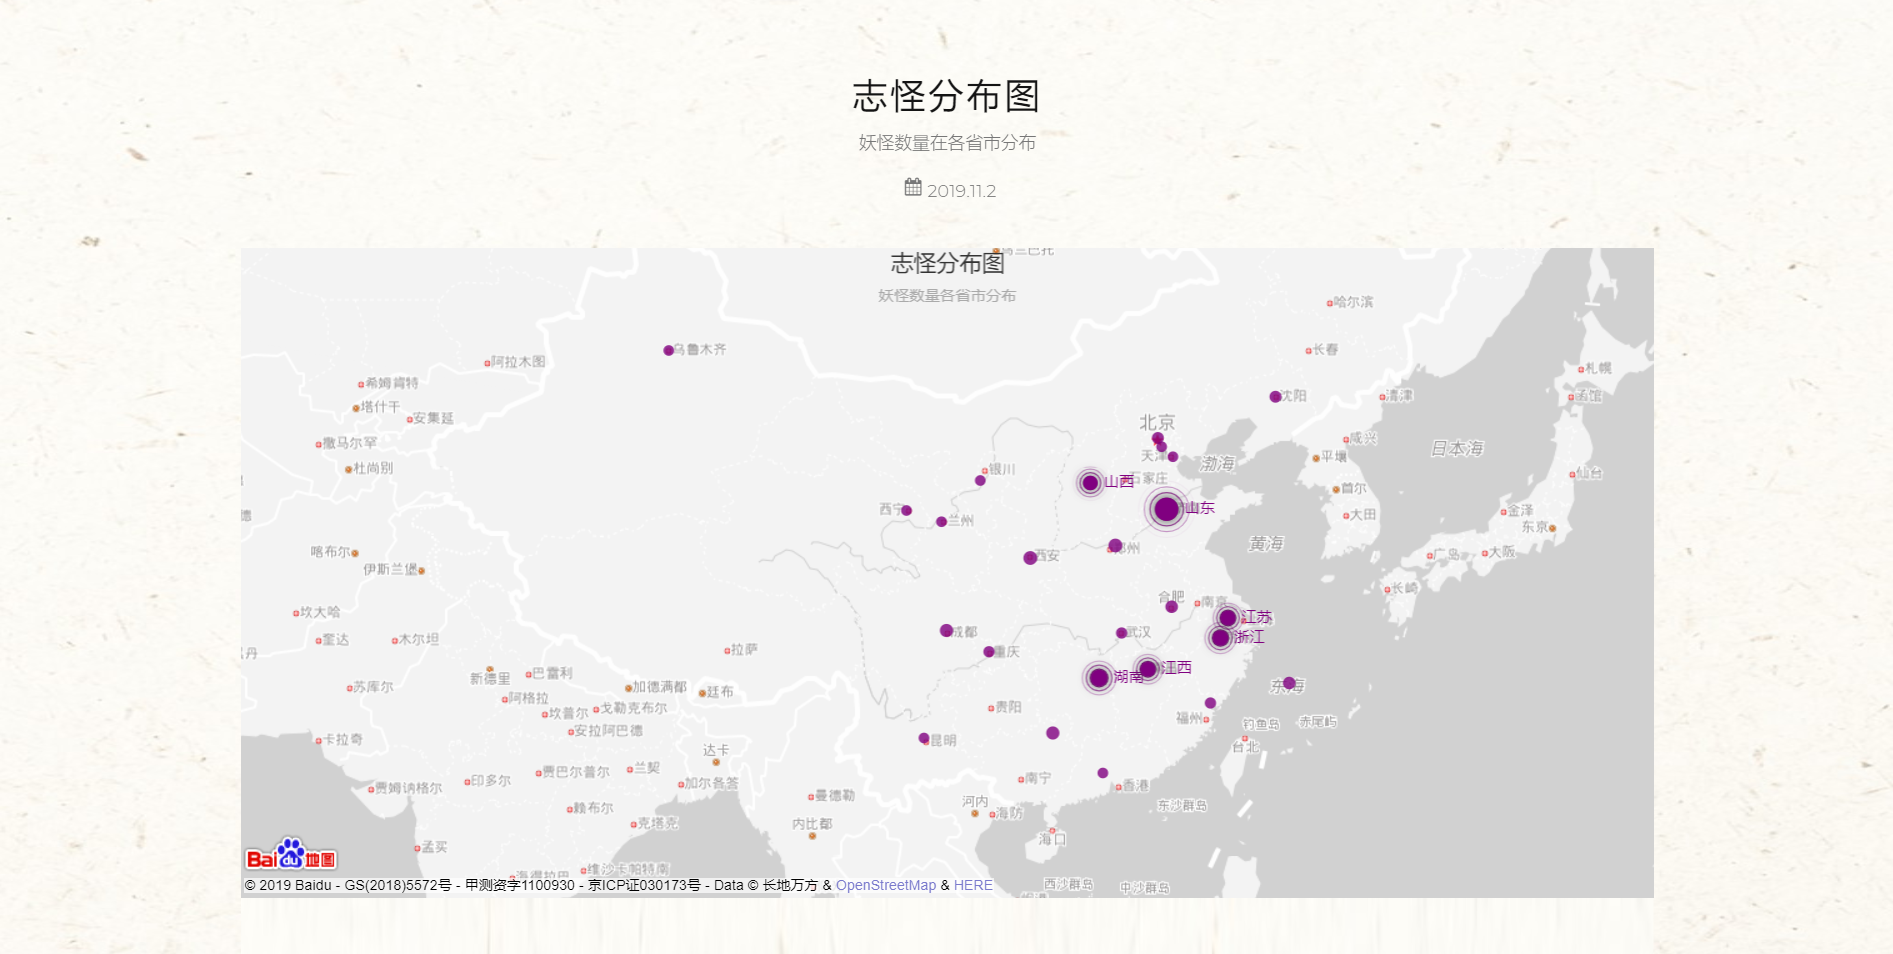 志怪分布图
妖怪数量在各省市分布
2019.11.2
志怪分布图
妖怪数量各省市分布
哈尔滨
乌鲁木齐
长春
阿拉木图
札幌
希姆肯特
沈阳
清津
函馆
塔什干
安集延
北京
撒马尔罕
咸兴
日本海
天津
平壤
渤海
杜尚别
银川
石家庄
仙台
山西
首尔
西宁
山东
金泽
大田
兰州
东京
黄海
喀布尔
西安
郑州
广岛
大阪
伊斯兰堡
长崎
合肥
南京
坎大哈
江苏
成都
武汉
浙江
奎达
木尔坦
拉萨
重庆
江西
巴雷利
湖南
新德里
苏库尔
加德满都
廷布
东海
阿格拉
戈勒克布尔
贵阳
坎普尔
福州
钓鱼岛
赤尾屿
安拉阿巴德
卡拉奇
昆明
台北
达卡
贾巴尔普尔
兰契
印多尔
南宁
加尔各答
香港
贾姆讷格尔
曼德勒
河内
东沙群岛
赖布尔
海防
克塔克
内比都
海口
孟买
维沙卡帕特南
Bai du 地图
西沙群岛
中沙群岛
© 2019 Baidu - GS(2018)5572号 - 甲测资字1100930 - 京ICP证030173号 - Data © 长地万方 & OpenStreetMap & HERE